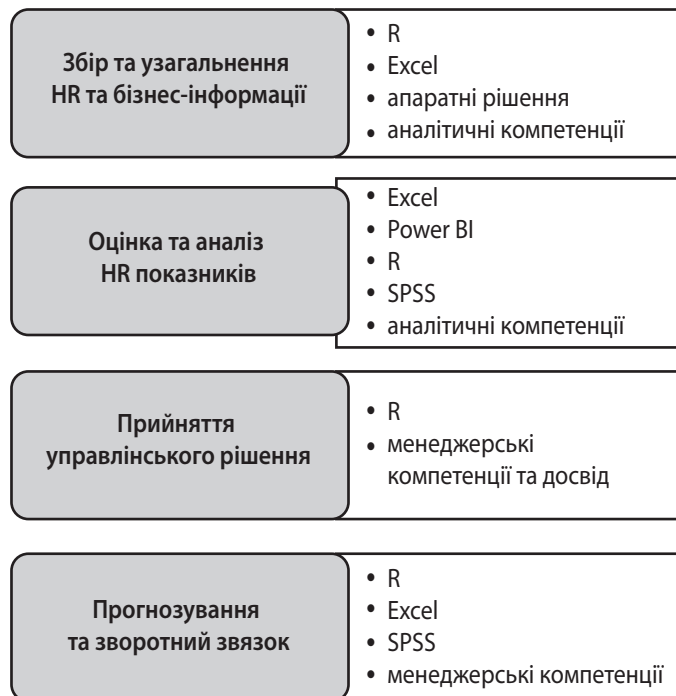 Збір та узагальнення
HR та бізнес-інформації
• R
• Excel
• апаратні рішення
• аналітичні компетенції
Оцінка та аналіз
HR показників
• Excel
• Power BI
• R
• SPSS
• аналітичні компетенції
Прийняття
управлінського рішення
• R
• менеджерські
компетенції та досвід
Прогнозування
та зворотний звязок
• R
• Excel
• SPSS
• менеджерські компетенції